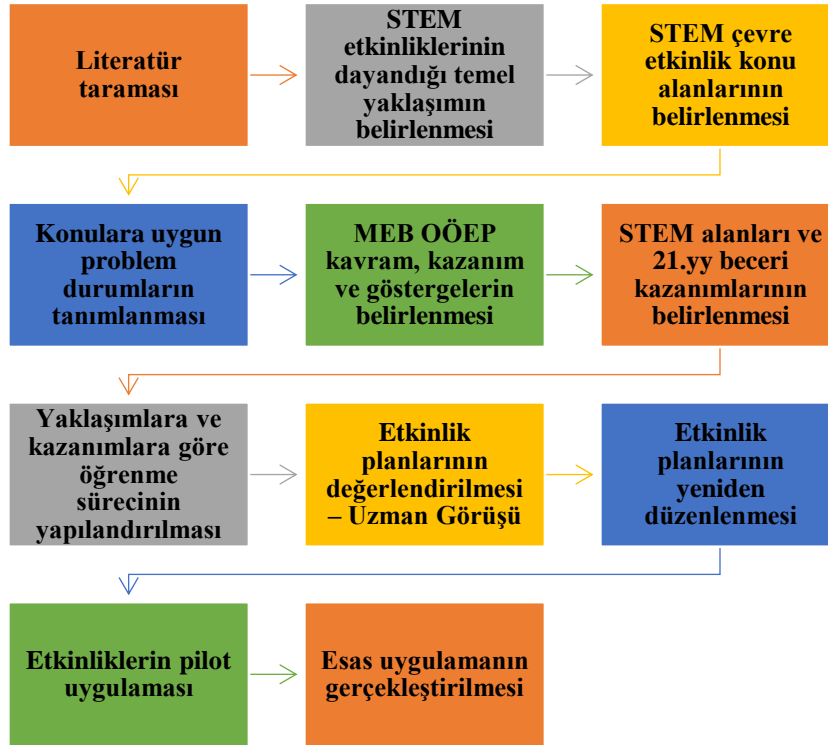 Literatür
taraması
STEM
etkinliklerinin
dayandığı temel
yaklaşımın
belirlenmesi
STEM çevre
etkinlik konu
alanlarının
belirlenmesi
Konulara uygun
problem
durumların
tanımlanması
MEB OÖEP
kavram, kazanım
ve göstergelerin
belirlenmesi
STEM alanları ve
21.yy beceri
kazanımlarının
belirlenmesi
Yaklaşımlara ve
kazanımlara göre
öğrenme
sürecinin
yapılandırılması
Etkinlik
planlarının
değerlendirilmesi
– Uzman Görüşü
Etkinlik
planlarının
yeniden
düzenlenmesi
Etkinliklerin pilot
uygulaması
Esas uygulamanın
gerçekleştirilmesi